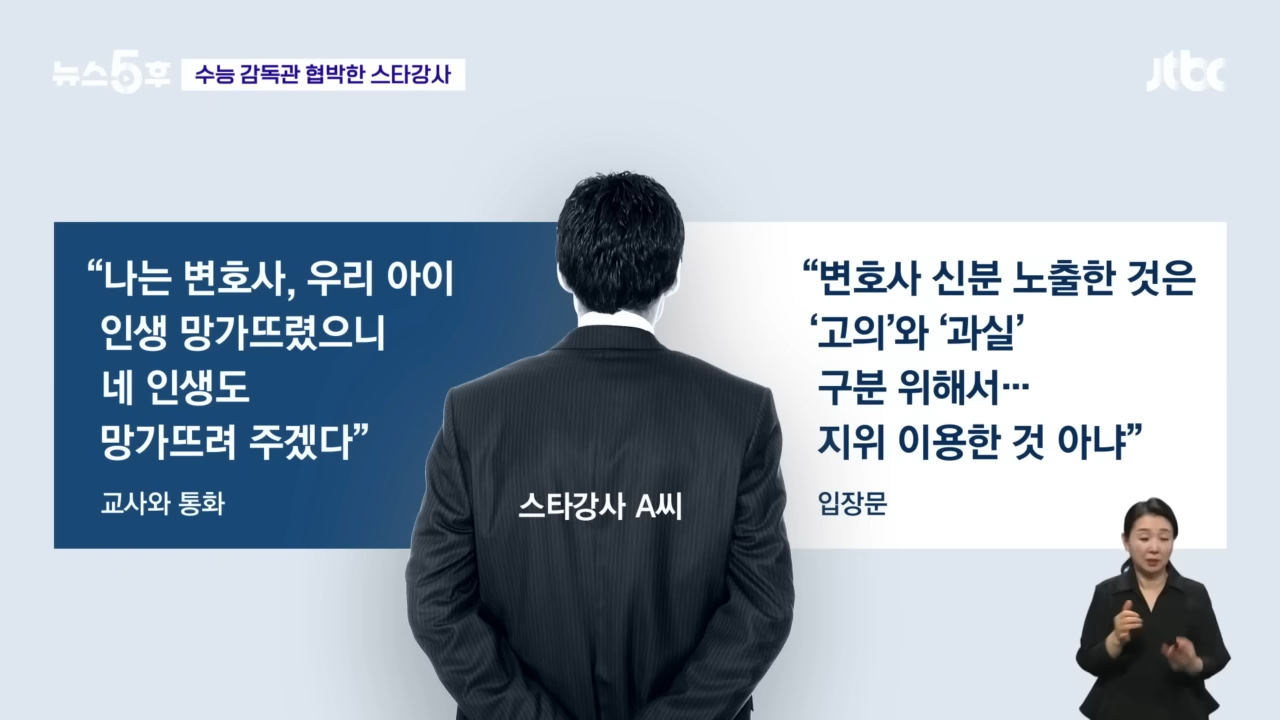 뉴스5후
수능 감독관 협박한 스타강사
jtbc
“나는 변호사, 우리 아이
인생 망가뜨렸으니
네 인생도
망가뜨려 주겠다”
교사와 통화
스타강사 A씨
“변호사 신분 노출한 것은
‘고의’와 ‘과실’
구분 위해서…
지위 이용한 것 아냐”
입장문